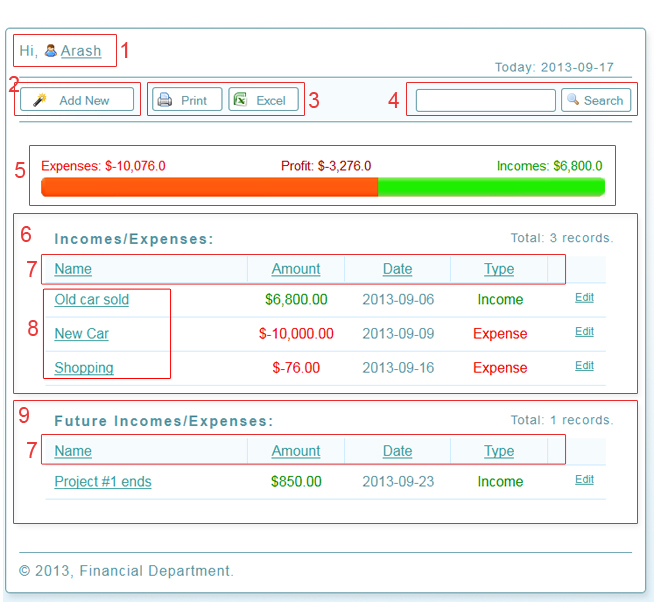 Hi, Arash 1
Today: 2013-09-17
2 Add New Print Excel 3 4 Search
5 Expenses: $-10,076.0 Profit: $-3,276.0 Incomes: $6,800.0
6 Incomes/Expenses: Total: 3 records.
7 Name Amount Date Type
Old car sold $6,800.00 2013-09-06 Income Edit
8 New Car $-10,000.00 2013-09-09 Expense Edit
Shopping $-76.00 2013-09-16 Expense Edit
9 Future Incomes/Expenses: Total: 1 records.
7 Name Amount Date Type
Project #1 ends $850.00 2013-09-23 Income Edit
© 2013, Financial Department.